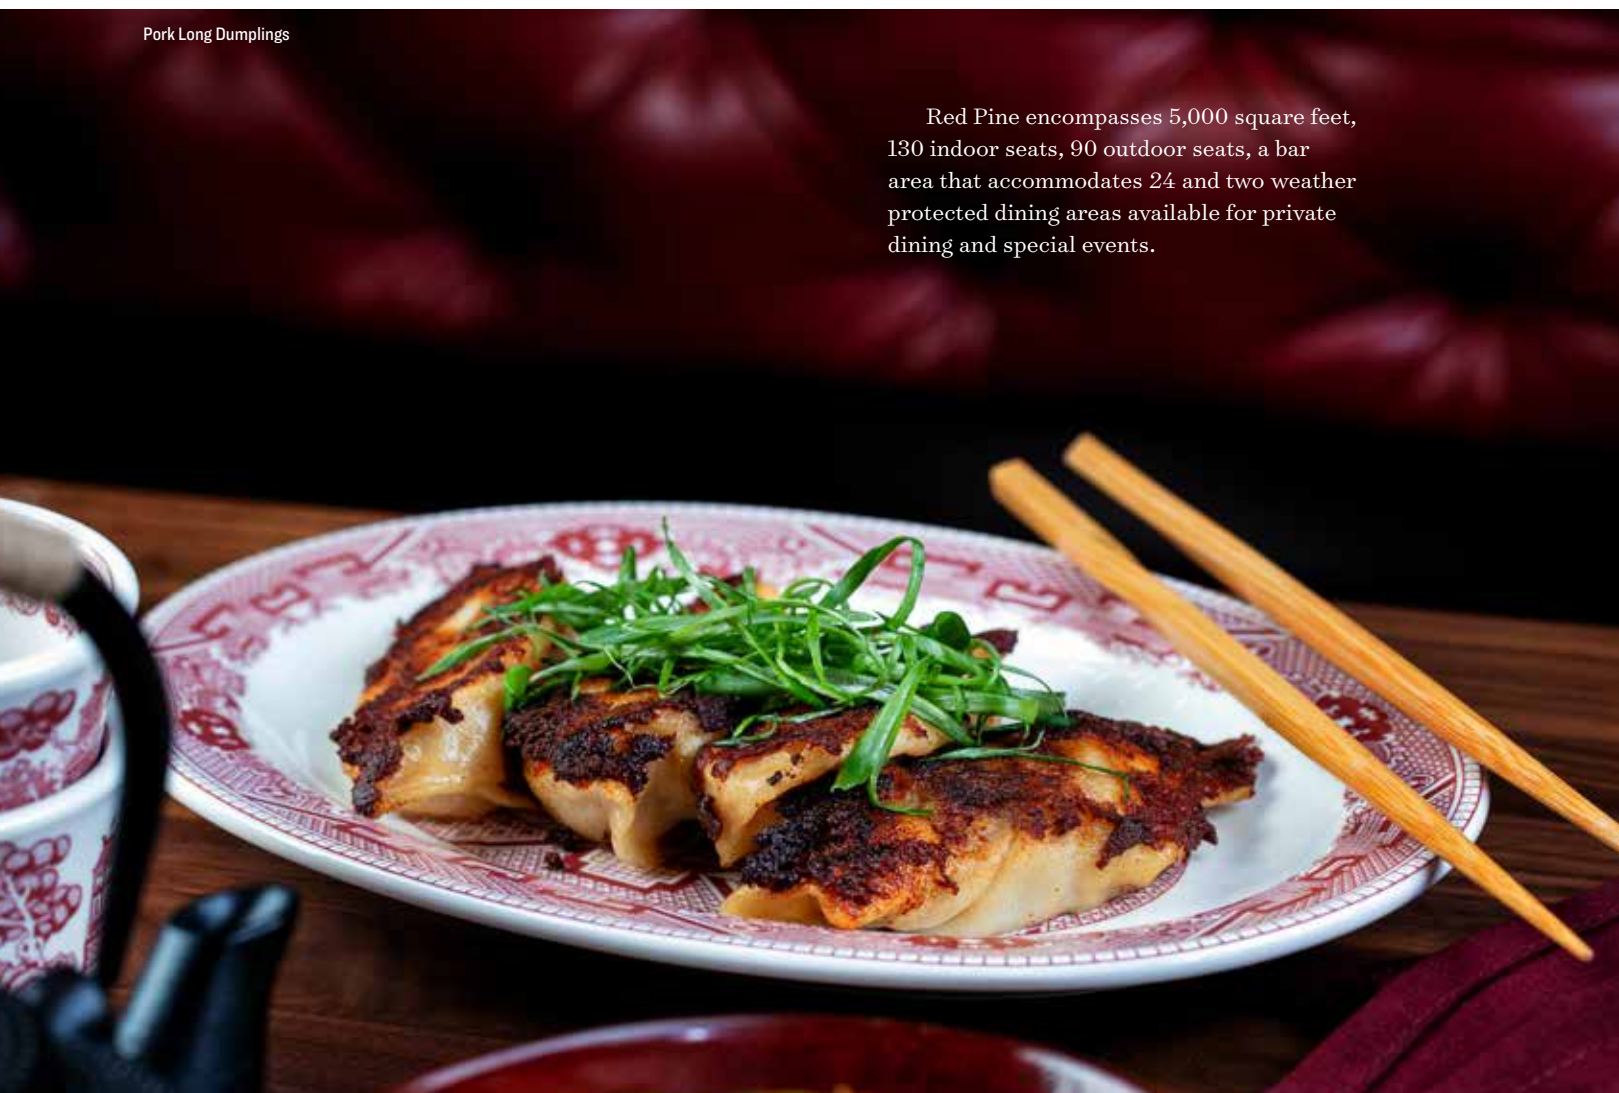 Pork Long Dumplings
Red Pine encompasses 5,000 square feet,
130 indoor seats, 90 outdoor seats, a bar
area that accommodates 24 and two weather
protected dining areas available for private
dining and special events.